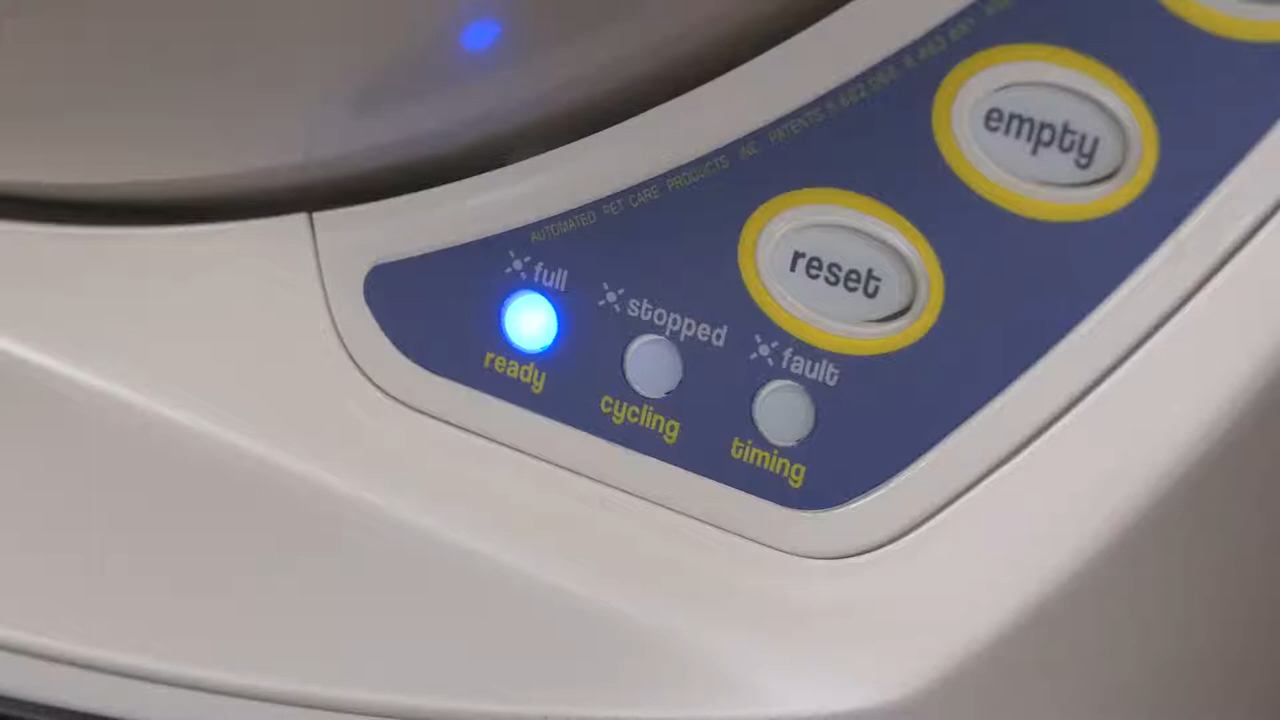 AUTOMATED PET CARE PRODUCTS INC. PATENTS
empty
reset
full
ready
stopped
cycling
fault
timing